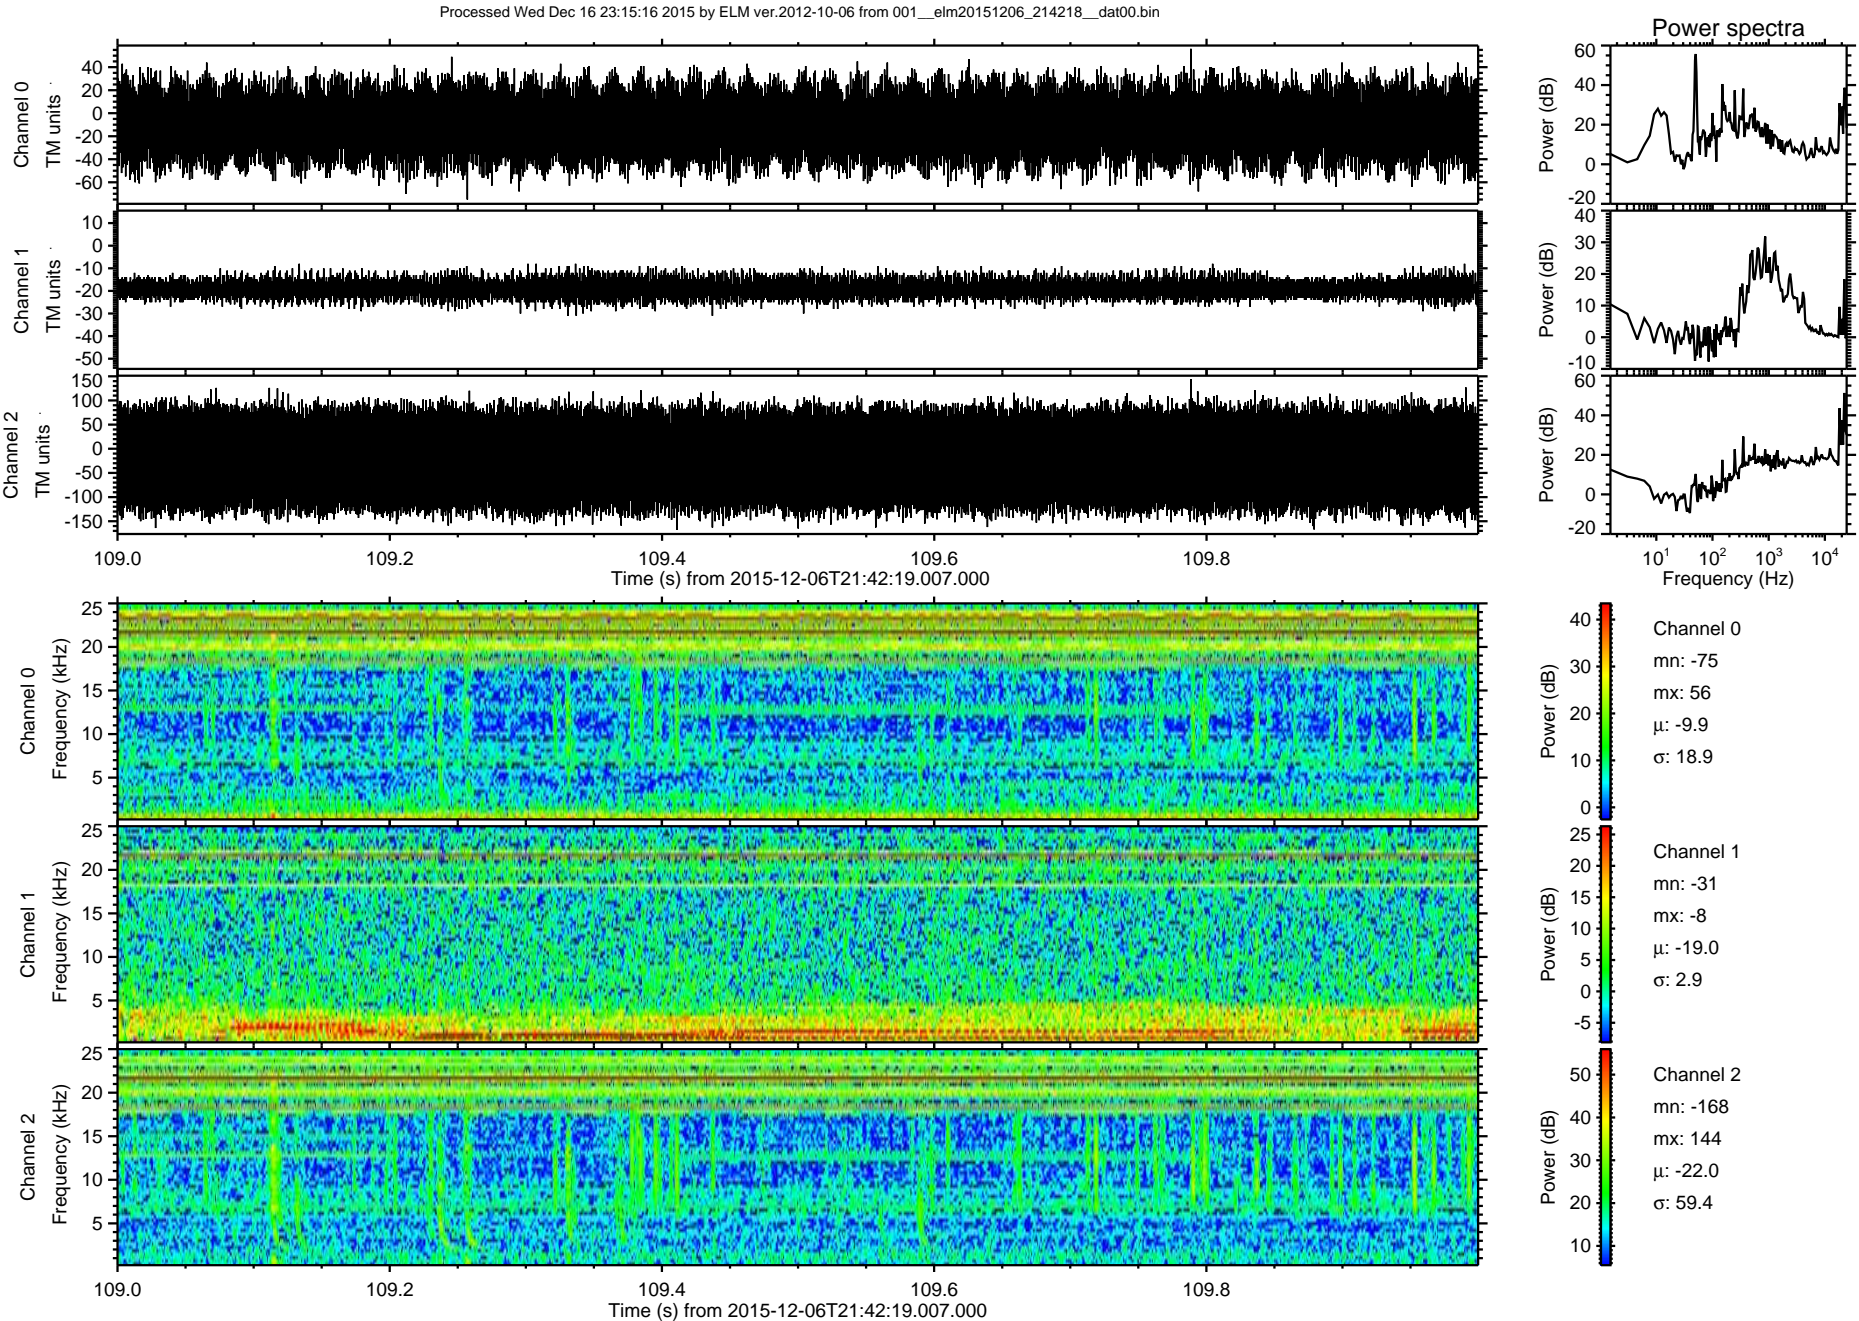 Processed Wed Dec 16 23:15:16 2015 by ELM ver.2012-10-06 from 001__elm20151206_214218__dat00.bin
Power spectra
Channel 0
TM units
40
20
0
-20
-40
-60
Power (dB)
60
40
20
0
-20
Channel 1
TM units
10
0
-10
-20
-30
-40
-50
Power (dB)
40
30
20
10
0
-10
Channel 2
TM units
150
100
50
0
-50
-100
-150
Power (dB)
60
40
20
0
-20
109.0 109.2 109.4 109.6 109.8
Time (s) from 2015-12-06T21:42:19.007.000
10^1 10^2 10^3 10^4
Frequency (Hz)
Channel 0
Frequency (kHz)
25
20
15
10
5
Power (dB)
40
30
20
10
0
Channel 0
mn: -75
mx: 56
μ: -9.9
σ: 18.9
Channel 1
Frequency (kHz)
25
20
15
10
5
Power (dB)
25
20
15
10
5
0
-5
Channel 1
mn: -31
mx: -8
μ: -19.0
σ: 2.9
Channel 2
Frequency (kHz)
25
20
15
10
5
Power (dB)
50
40
30
20
10
Channel 2
mn: -168
mx: 144
μ: -22.0
σ: 59.4
109.0 109.2 109.4 109.6 109.8
Time (s) from 2015-12-06T21:42:19.007.000